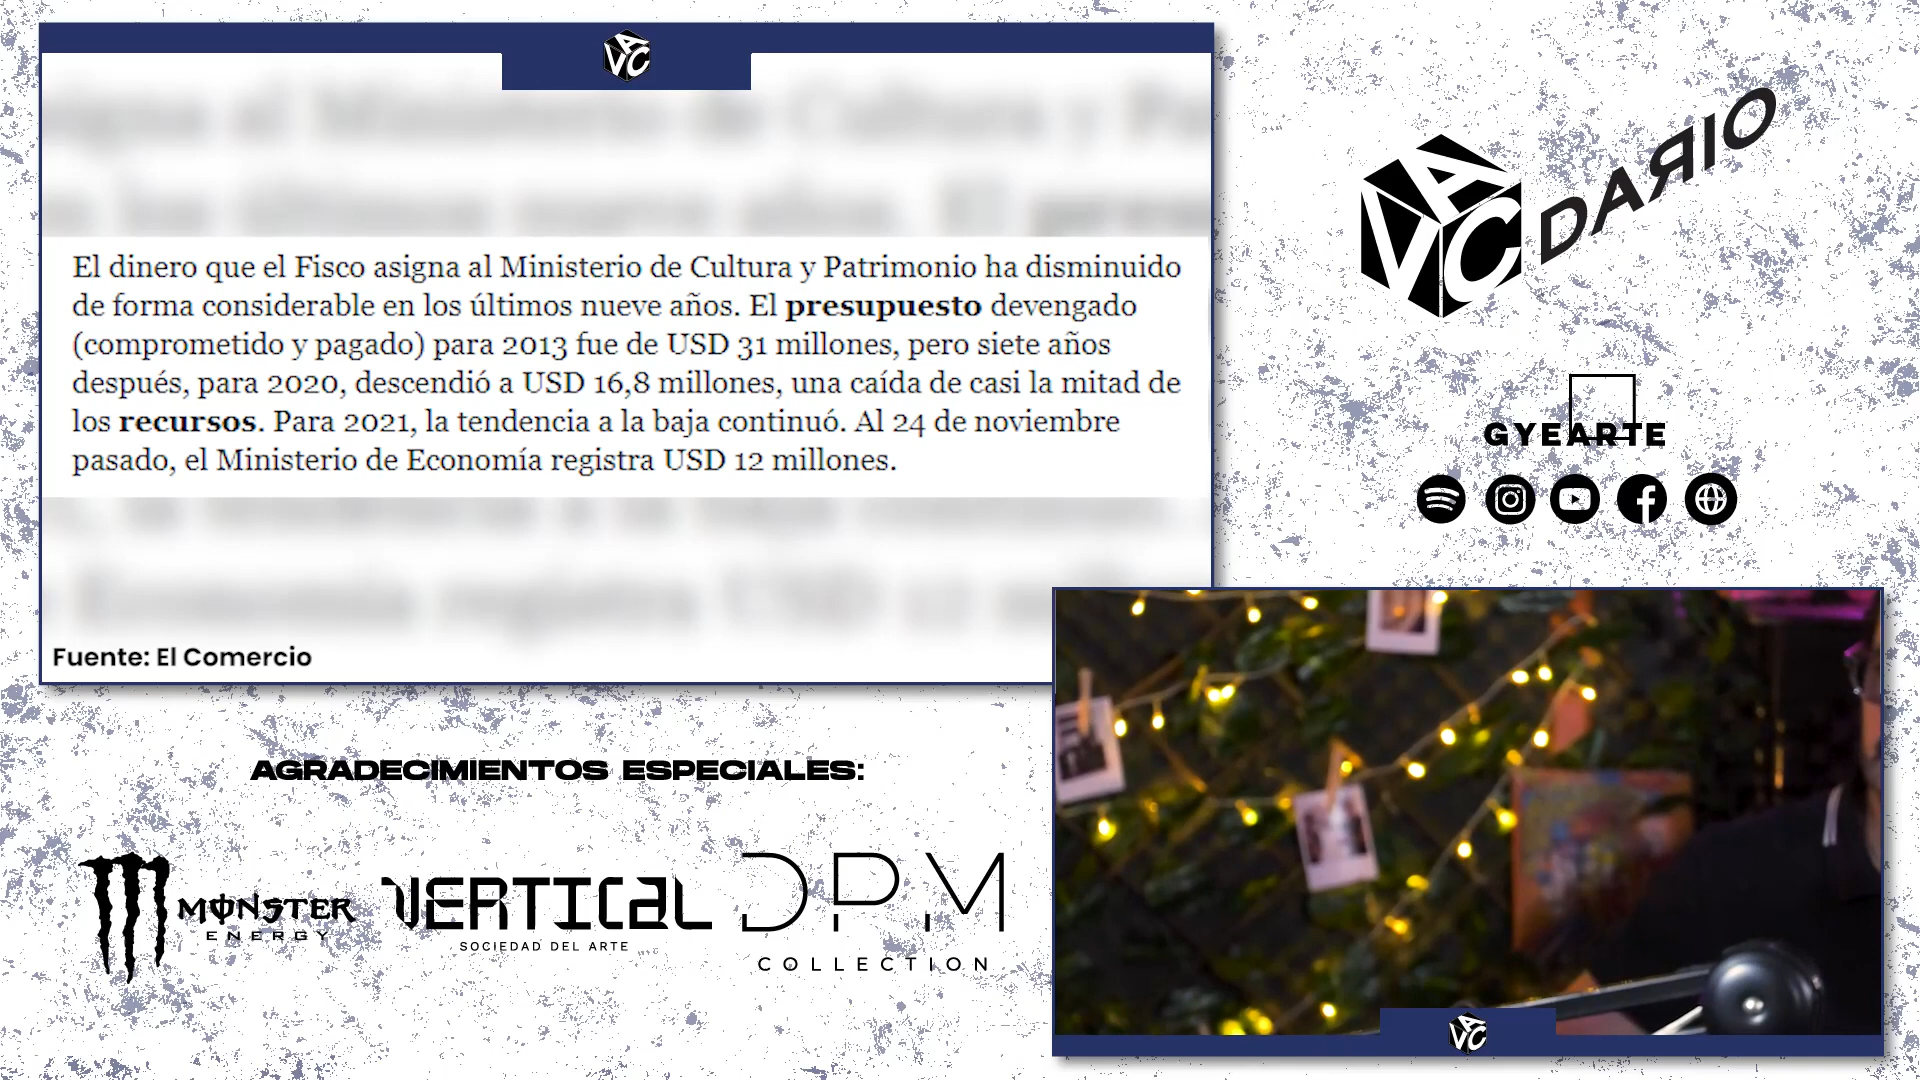 VAC
El dinero que el Fisco asigna al Ministerio de Cultura y Patrimonio ha disminuido
de forma considerable en los últimos nueve años. El presupuesto devengado
(comprometido y pagado) para 2013 fue de USD 31 millones, pero siete años
después, para 2020, descendió a USD 16,8 millones, una caída de casi la mitad de
los recursos. Para 2021, la tendencia a la baja continuó. Al 24 de noviembre
pasado, el Ministerio de Economía registra USD 12 millones.
Fuente: El Comercio
VAC DARIO
GYEARTE
AGRADECIMIENTOS ESPECIALES:
MONSTER
ENERGY
VERTICAL
SOCIEDAD DEL ARTE
DPM
COLLECTION
VAC